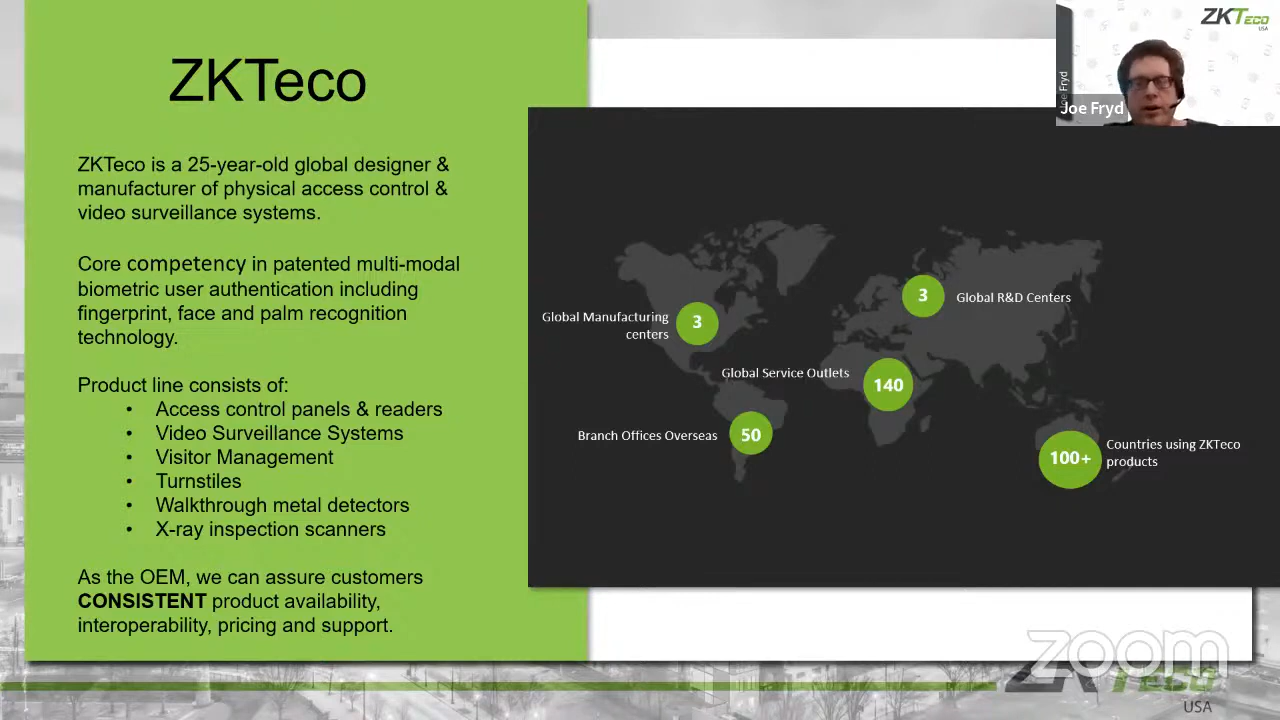 ZKTeco
ZKTeco is a 25-year-old global designer &
manufacturer of physical access control &
video surveillance systems.
Core competency in patented multi-modal
biometric user authentication including
fingerprint, face and palm recognition
technology.
Product line consists of:
• Access control panels & readers
• Video Surveillance Systems
• Visitor Management
• Turnstiles
• Walkthrough metal detectors
• X-ray inspection scanners
As the OEM, we can assure customers
CONSISTENT product availability,
interoperability, pricing and support.
Global Manufacturing
centers
3
3
Global R&D Centers
Global Service Outlets
140
Branch Offices Overseas
50
100+
Countries using ZKTeco
products
ZKTeco
USA
Joe Fryd
Joe Fryd
zoom
ZKTeco
USA